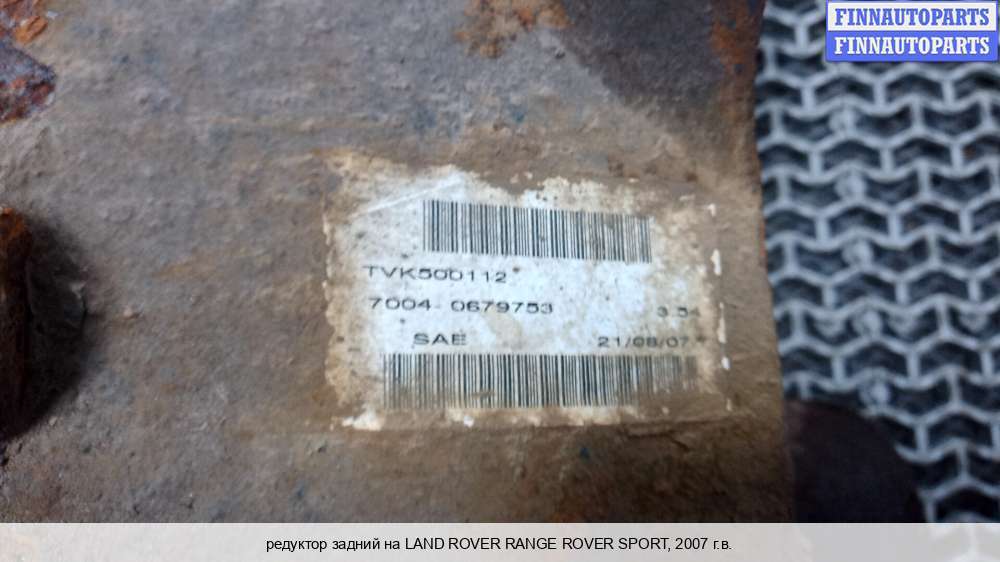 FINNAUTOPARTS
FINNAUTOPARTS
TVK500112
7004-0679753 3.54
SAE 21/08/07
редуктор задний на LAND ROVER RANGE ROVER SPORT, 2007 г.в.